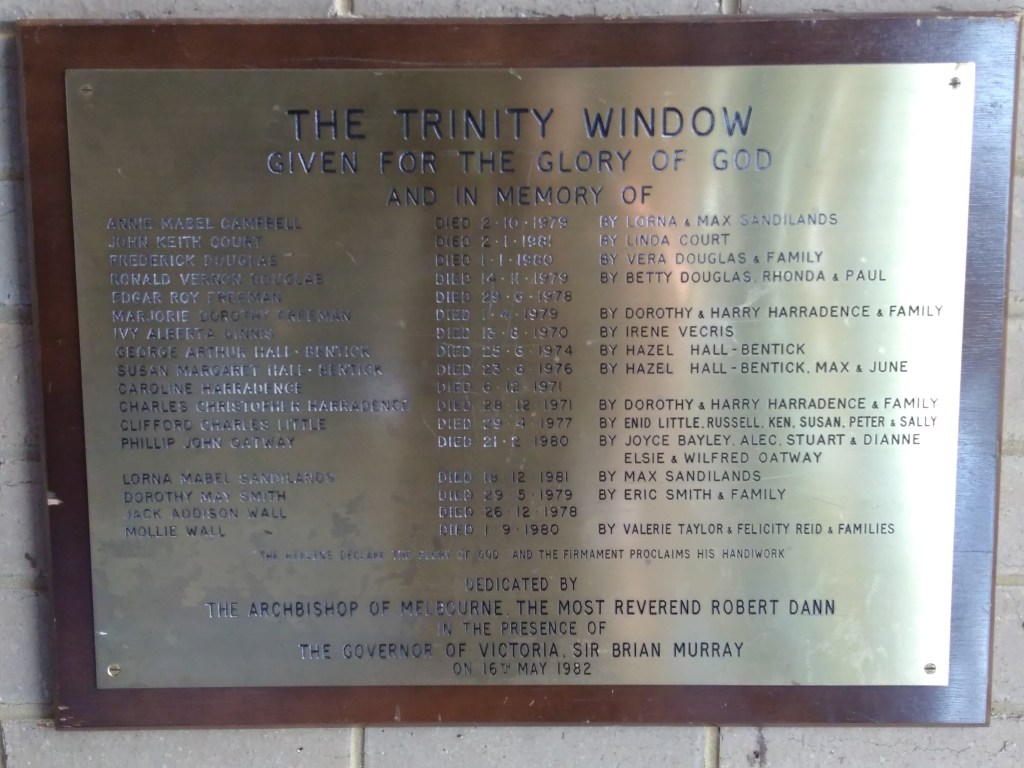 THE TRINITY WINDOW
GIVEN FOR THE GLORY OF GOD
AND IN MEMORY OF
ANNIE MABEL CAMPBELL DIED 2·10·1979 BY LORNA & MAX SANDILANDS
JOHN KEITH COURT DIED 2·1·1981 BY LINDA COURT
FREDERICK DOUGLAS DIED 1·1·1980 BY VERA DOUGLAS & FAMILY
RONALD VERNON DOUGLAS DIED 14·11·1979 BY BETTY DOUGLAS, RHONDA & PAUL
EDGAR ROY FREEMAN DIED 29·6·1978
MARJORIE DOROTHY FREEMAN DIED 1·4·1979 BY DOROTHY & HARRY HARRADENCE & FAMILY
IVY ALBERTA DIED 13·8·1970 BY IRENE VECRIS
GEORGE ARTHUR HALL-BENTICK DIED 25·6·1974 BY HAZEL HALL-BENTICK
SUSAN MARGARET HALL-BENTICK DIED 23·6·1976 BY HAZEL HALL-BENTICK, MAX & JUNE
CAROLINE HARRADENCE DIED 6·12·1971
CHARLES CHRISTOPHER HARRADENCE DIED 28·12·1971 BY DOROTHY & HARRY HARRADENCE & FAMILY
CLIFFORD CHARLES LITTLE DIED 29·4·1977 BY ENID LITTLE, RUSSELL, KEN, SUSAN, PETER & SALLY
PHILLIP JOHN OATWAY DIED 21·2·1980 BY JOYCE BAYLEY, ALEC, STUART & DIANNE
ELSIE & WILFRED OATWAY
LORNA MABEL SANDILANDS DIED 18·12·1981 BY MAX SANDILANDS
DOROTHY MAY SMITH DIED 29·5·1979 BY ERIC SMITH & FAMILY
JACK ADDISON WALL DIED 26·12·1978
MOLLIE WALL DIED 1·9·1980 BY VALERIE TAYLOR & FELICITY REID & FAMILIES
"THE HEAVENS DECLARE THE GLORY OF GOD AND THE FIRMAMENT PROCLAIMS HIS HANDIWORK"
DEDICATED BY
THE ARCHBISHOP OF MELBOURNE, THE MOST REVEREND ROBERT DANN
IN THE PRESENCE OF
THE GOVERNOR OF VICTORIA, SIR BRIAN MURRAY
ON 16TH MAY 1982